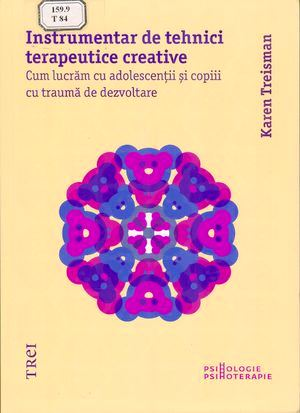 159.9
T 84
Instrumentar de tehnici
terapeutice creative
Cum lucrăm cu adolescenții și copiii
cu traumă de dezvoltare
Karen Treisman
TREI
PSIHOLOGIE
PSIHOTERAPIE